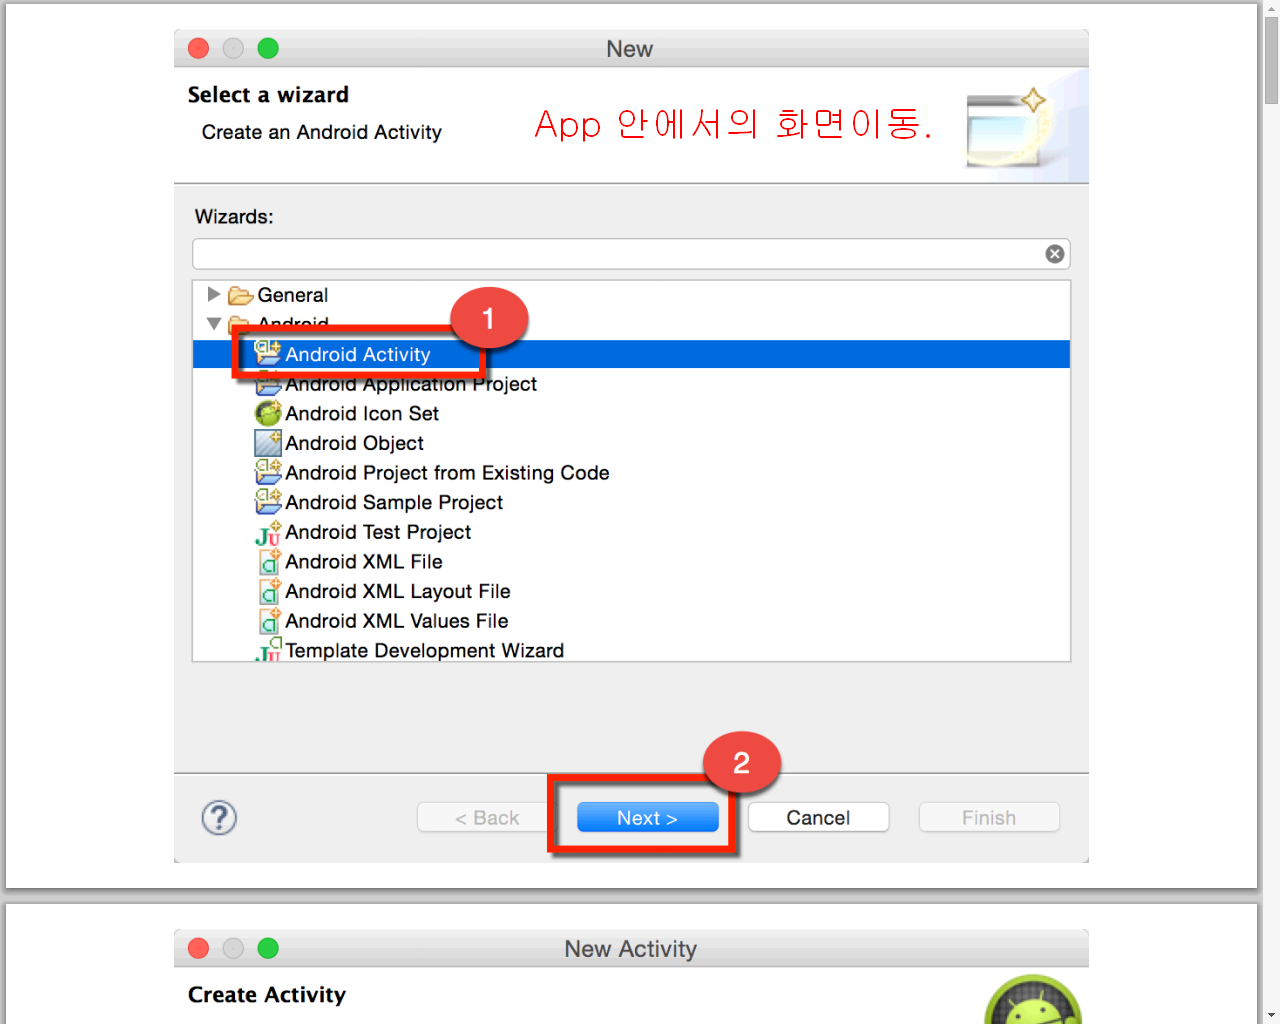 New
Select a wizard
Create an Android Activity
App 안에서의 화면이동.
Wizards:
General
Android
1
Android Activity
Android Application Project
Android Icon Set
Android Object
Android Project from Existing Code
Android Sample Project
Android Test Project
Android XML File
Android XML Layout File
Android XML Values File
Template Development Wizard
2
?
< Back
Next >
Cancel
Finish
New Activity
Create Activity